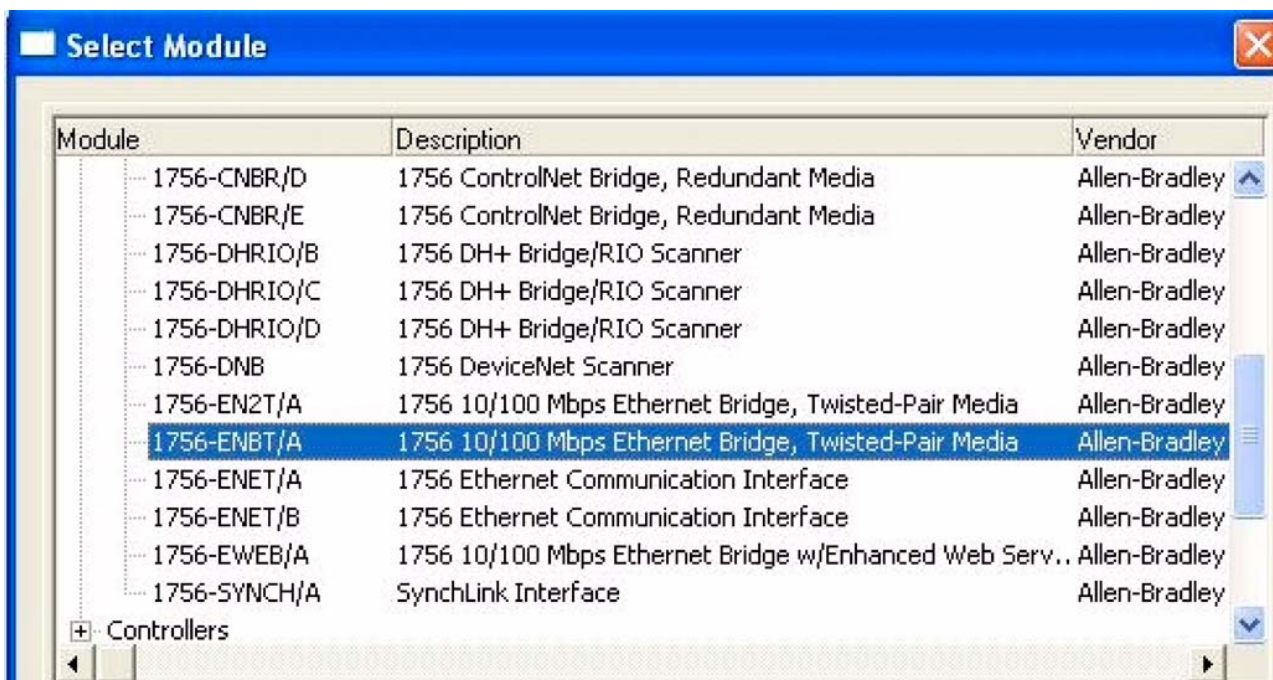 Select Module
Module Description Vendor
1756-CNBR/D 1756 ControlNet Bridge, Redundant Media Allen-Bradley
1756-CNBR/E 1756 ControlNet Bridge, Redundant Media Allen-Bradley
1756-DHRIO/B 1756 DH+ Bridge/RIO Scanner Allen-Bradley
1756-DHRIO/C 1756 DH+ Bridge/RIO Scanner Allen-Bradley
1756-DHRIO/D 1756 DH+ Bridge/RIO Scanner Allen-Bradley
1756-DNB 1756 DeviceNet Scanner Allen-Bradley
1756-EN2T/A 1756 10/100 Mbps Ethernet Bridge, Twisted-Pair Media Allen-Bradley
1756-ENBT/A 1756 10/100 Mbps Ethernet Bridge, Twisted-Pair Media Allen-Bradley
1756-ENET/A 1756 Ethernet Communication Interface Allen-Bradley
1756-ENET/B 1756 Ethernet Communication Interface Allen-Bradley
1756-EWEB/A 1756 10/100 Mbps Ethernet Bridge w/Enhanced Web Serv.. Allen-Bradley
1756-SYNCH/A SynchLink Interface Allen-Bradley
Controllers